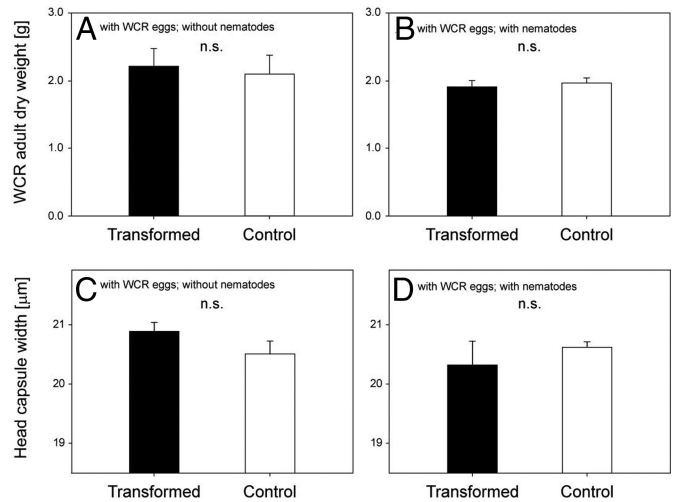 A with WCR eggs; without nematodes
n.s.
WCR adult dry weight [g]
3.0
2.0
1.0
0.0
Transformed Control
B with WCR eggs; with nematodes
n.s.
3.0
2.0
1.0
0.0
Transformed Control
C with WCR eggs; without nematodes
n.s.
Head capsule width [µm]
21
20
19
Transformed Control
D with WCR eggs; with nematodes
n.s.
21
20
19
Transformed Control